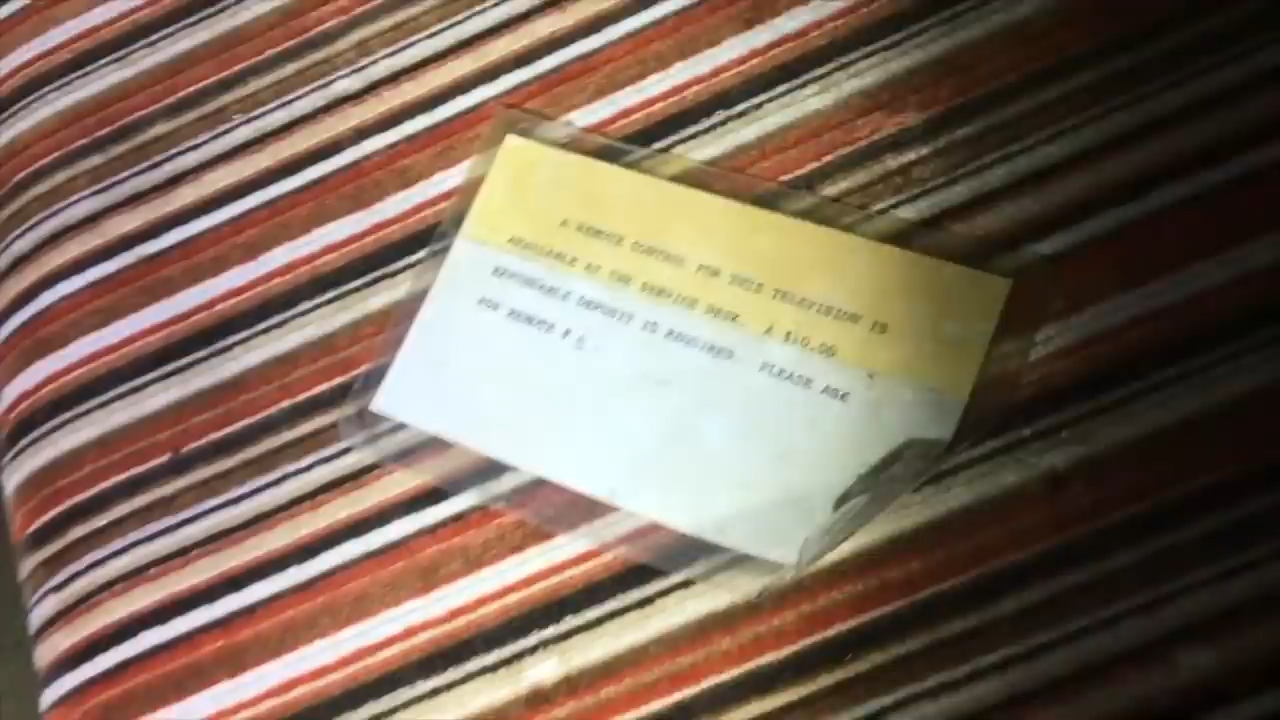 A REMOTE CONTROL FOR THIS TELEVISION IS
AVAILABLE AT THE SERVICE DESK. A $10.00
REFUNDABLE DEPOSIT IS REQUIRED. PLEASE ASK
FOR REMOTE #